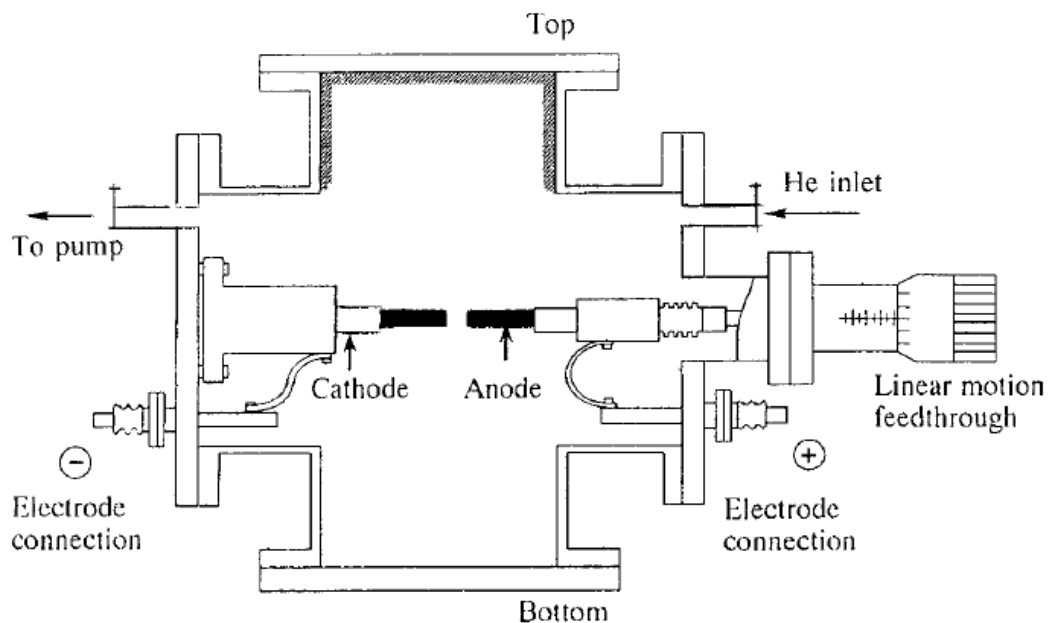 Top
He inlet
To pump
Cathode
Anode
Linear motion
feedthrough
−
+
Electrode
connection
Electrode
connection
Bottom